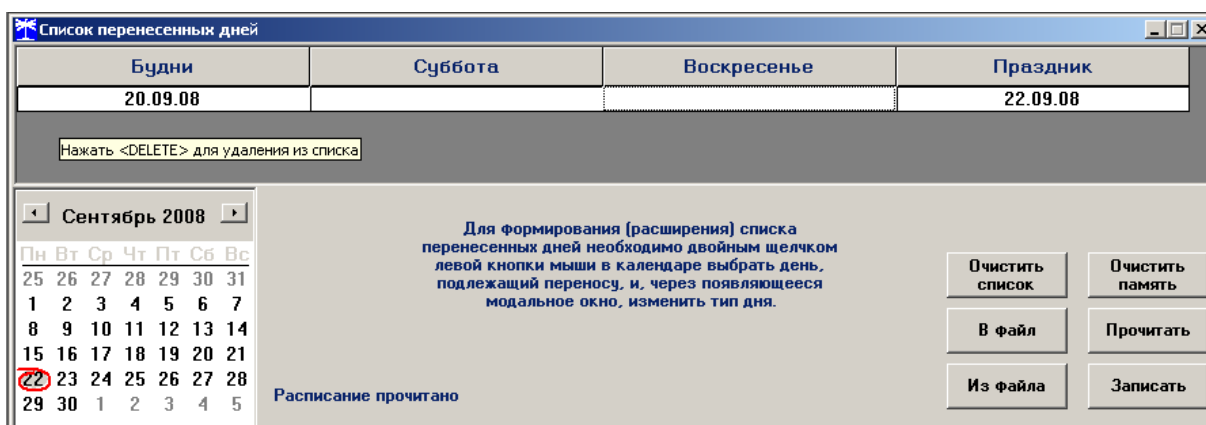 Список перенесенных дней
Будни Суббота Воскресенье Праздник
20.09.08 22.09.08
Нажать <DELETE> для удаления из списка
Сентябрь 2008
Пн Вт Ср Чт Пт Сб Вс
25 26 27 28 29 30 31
1 2 3 4 5 6 7
8 9 10 11 12 13 14
15 16 17 18 19 20 21
22 23 24 25 26 27 28
29 30 1 2 3 4 5
Для формирования (расширения) списка
перенесенных дней необходимо двойным щелчком
левой кнопки мыши в календаре выбрать день,
подлежащий переносу, и, через появляющееся
модальное окно, изменить тип дня.
Расписание прочитано
Очистить
список
Очистить
память
В файл
Прочитать
Из файла
Записать